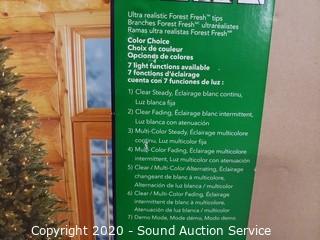 Ultra realistic Forest Fresh™ tips
Branches Forest Fresh™ ultraréalistes
Ramas ultra realistas Forest Fresh™
Color Choice
Choix de couleur
Opciones de colores
7 light functions available
7 fonctions d'éclairage
cuenta con 7 funciones de luz :
1) Clear Steady, Éclairage blanc continu,
Luz blanca fija
2) Clear Fading, Éclairage blanc intermittent,
Luz blanca con atenuación
3) Multi-Color Steady, Éclairage multicolore
continu, Luz multicolor fija
4) Multi-Color Fading, Éclairage multicolore
intermittent, Luz multicolor con atenuación
5) Clear / Multi-Color Alternating, Éclairage
changeant de blanc à multicolore,
Alternación de luz blanca / multicolor
6) Clear / Multi-Color Fading, Éclairage
intermittent de blanc à multicolore,
Atenuación de luz blanca / multicolor
7) Demo Mode, Mode démo, Modo demo
Copyright 2020 - Sound Auction Service